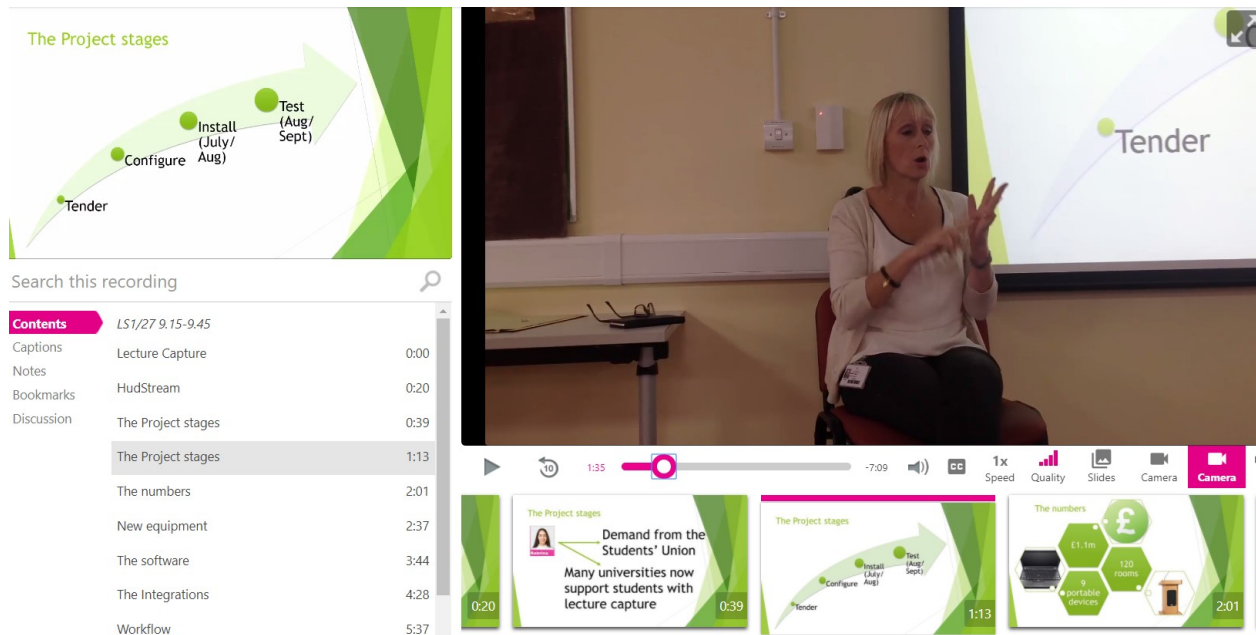 The Project stages
Test
(Aug/
Sept)
Install
(July/
Aug)
Configure
Tender
Tender
Search this recording
Contents
Captions
Notes
Bookmarks
Discussion
LS1/27 9.15-9.45
Lecture Capture 0:00
HudStream 0:20
The Project stages 0:39
The Project stages 1:13
The numbers 2:01
New equipment 2:37
The software 3:44
The Integrations 4:28
Workflow 5:37
10
1:35
-7:09
CC
1x
Speed
Quality
Slides
Camera
Camera
0:20
The Project stages
Demand from the
Students' Union
Many universities now
support students with
lecture capture
0:39
The Project stages
Test
(Aug/
Sept)
Install
(July/
Aug)
Configure
Tender
1:13
The numbers
£
£1.1m
120
rooms
9
portable
devices
2:01